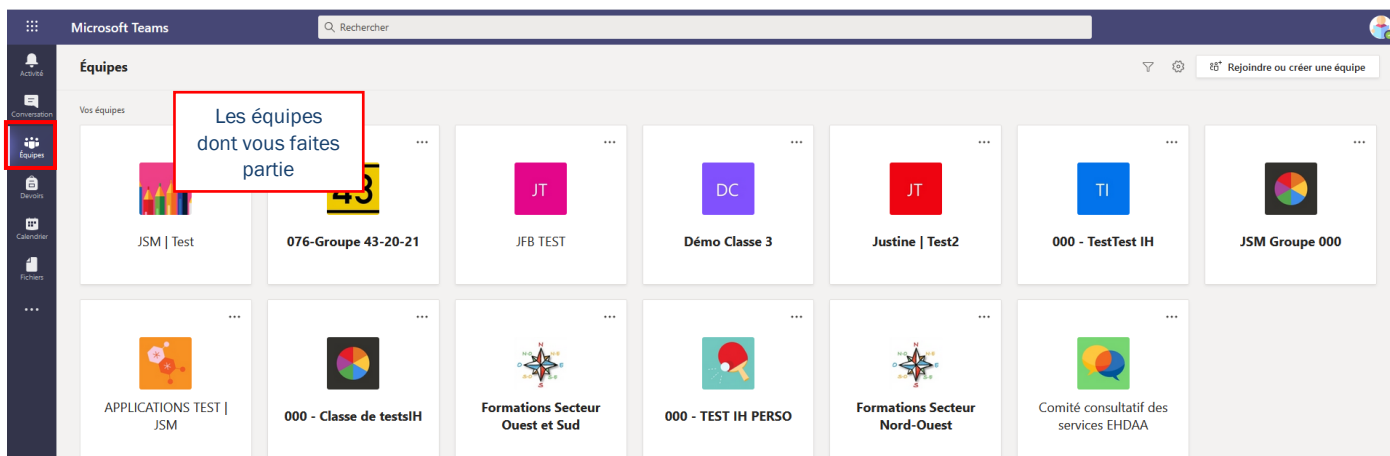 Microsoft Teams
Rechercher
Activité
Conversation
Équipes
Devoirs
Calendrier
Fichiers
Équipes
Rejoindre ou créer une équipe
Vos équipes
Les équipes
dont vous faites
partie
43
JT
DC
JT
TI
JSM | Test
076-Groupe 43-20-21
JFB TEST
Démo Classe 3
Justine | Test2
000 - TestTest IH
JSM Groupe 000
APPLICATIONS TEST |
JSM
000 - Classe de testsIH
Formations Secteur
Ouest et Sud
000 - TEST IH PERSO
Formations Secteur
Nord-Ouest
Comité consultatif des
services EHDAA